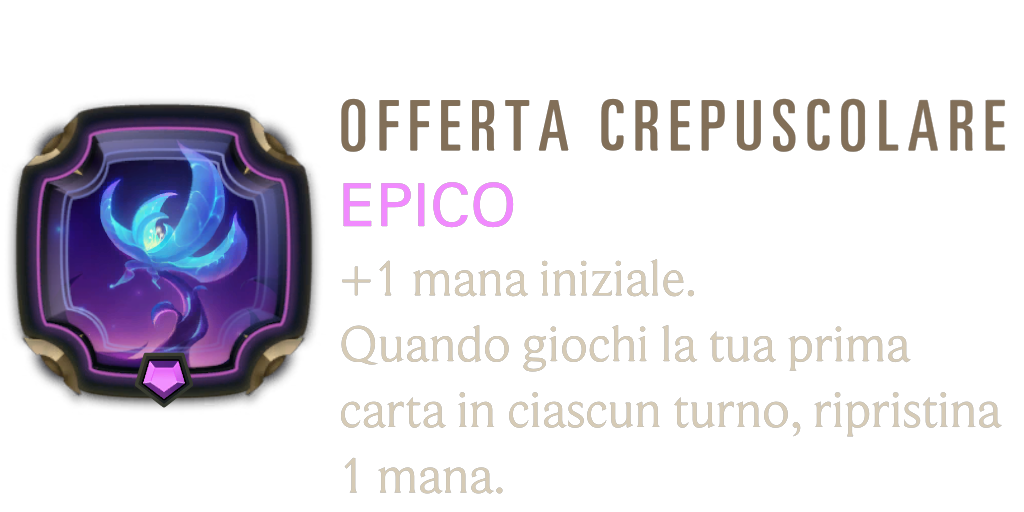 OFFERTA CREPUSCOLARE
EPICO
+1 mana iniziale.
Quando giochi la tua prima
carta in ciascun turno, ripristina
1 mana.